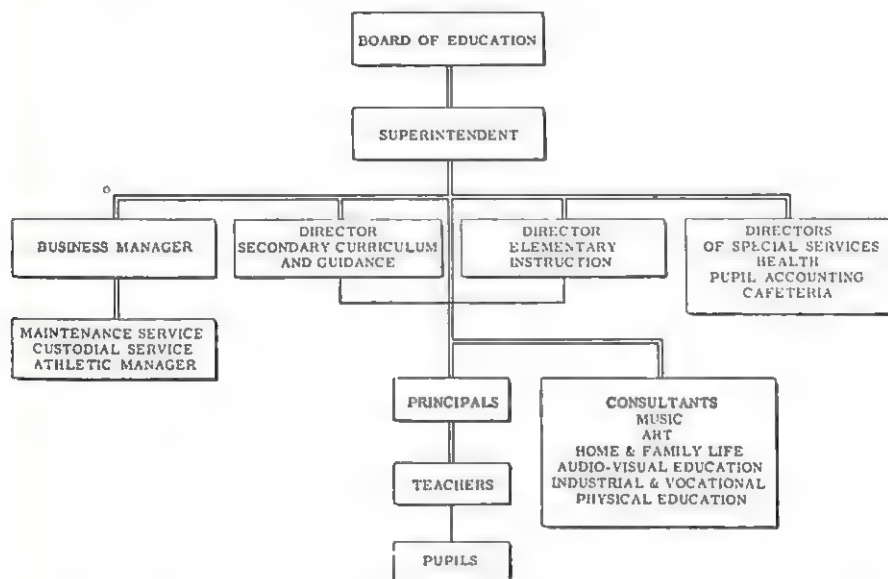 BOARD OF EDUCATION
SUPERINTENDENT
BUSINESS MANAGER
DIRECTOR
SECONDARY CURRICULUM
AND GUIDANCE
DIRECTOR
ELEMENTARY
INSTRUCTION
DIRECTORS
OF SPECIAL SERVICES
HEALTH
PUPIL ACCOUNTING
CAFETERIA
MAINTENANCE SERVICE
CUSTODIAL SERVICE
ATHLETIC MANAGER
PRINCIPALS
CONSULTANTS
MUSIC
ART
HOME & FAMILY LIFE
AUDIO-VISUAL EDUCATION
INDUSTRIAL & VOCATIONAL
PHYSICAL EDUCATION
TEACHERS
PUPILS